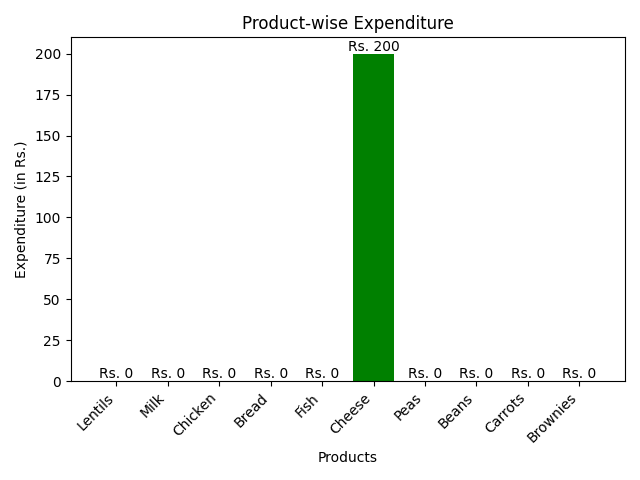 Product-wise Expenditure
Rs. 200
200
175
150
125
100
75
50
25
0
Expenditure (in Rs.)
Rs. 0 Rs. 0 Rs. 0 Rs. 0 Rs. 0 Rs. 0 Rs. 0 Rs. 0 Rs. 0
Lentils Milk Chicken Bread Fish Cheese Peas Beans Carrots Brownies
Products